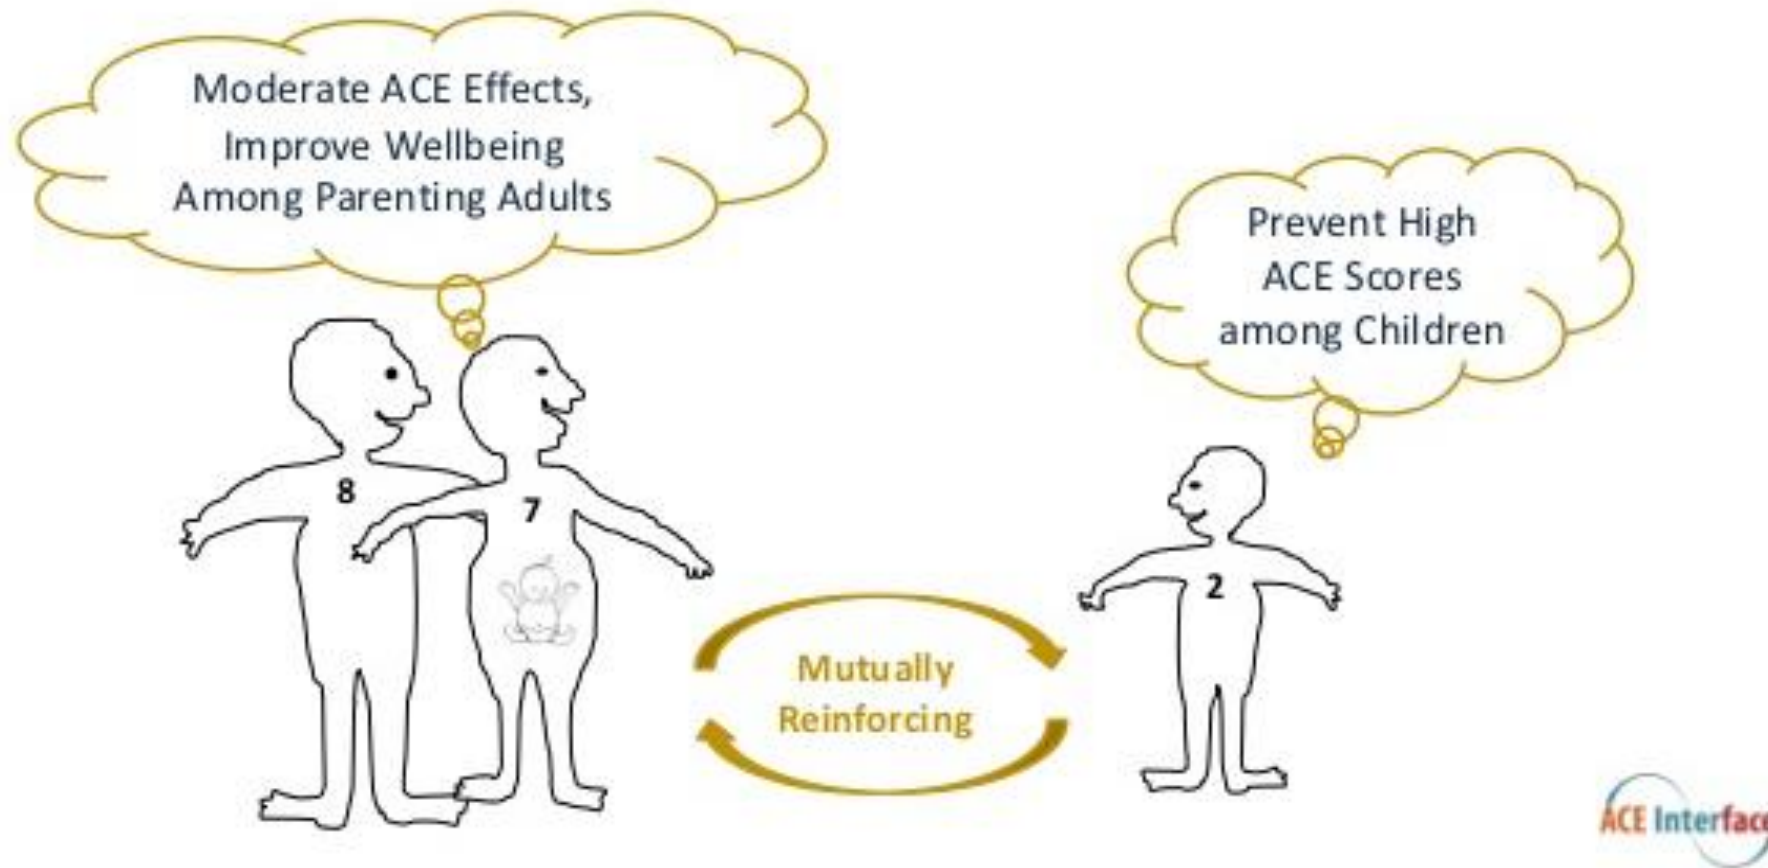 Moderate ACE Effects,
Improve Wellbeing
Among Parenting Adults
Prevent High
ACE Scores
among Children
8
7
2
Mutually
Reinforcing
ACE Interface